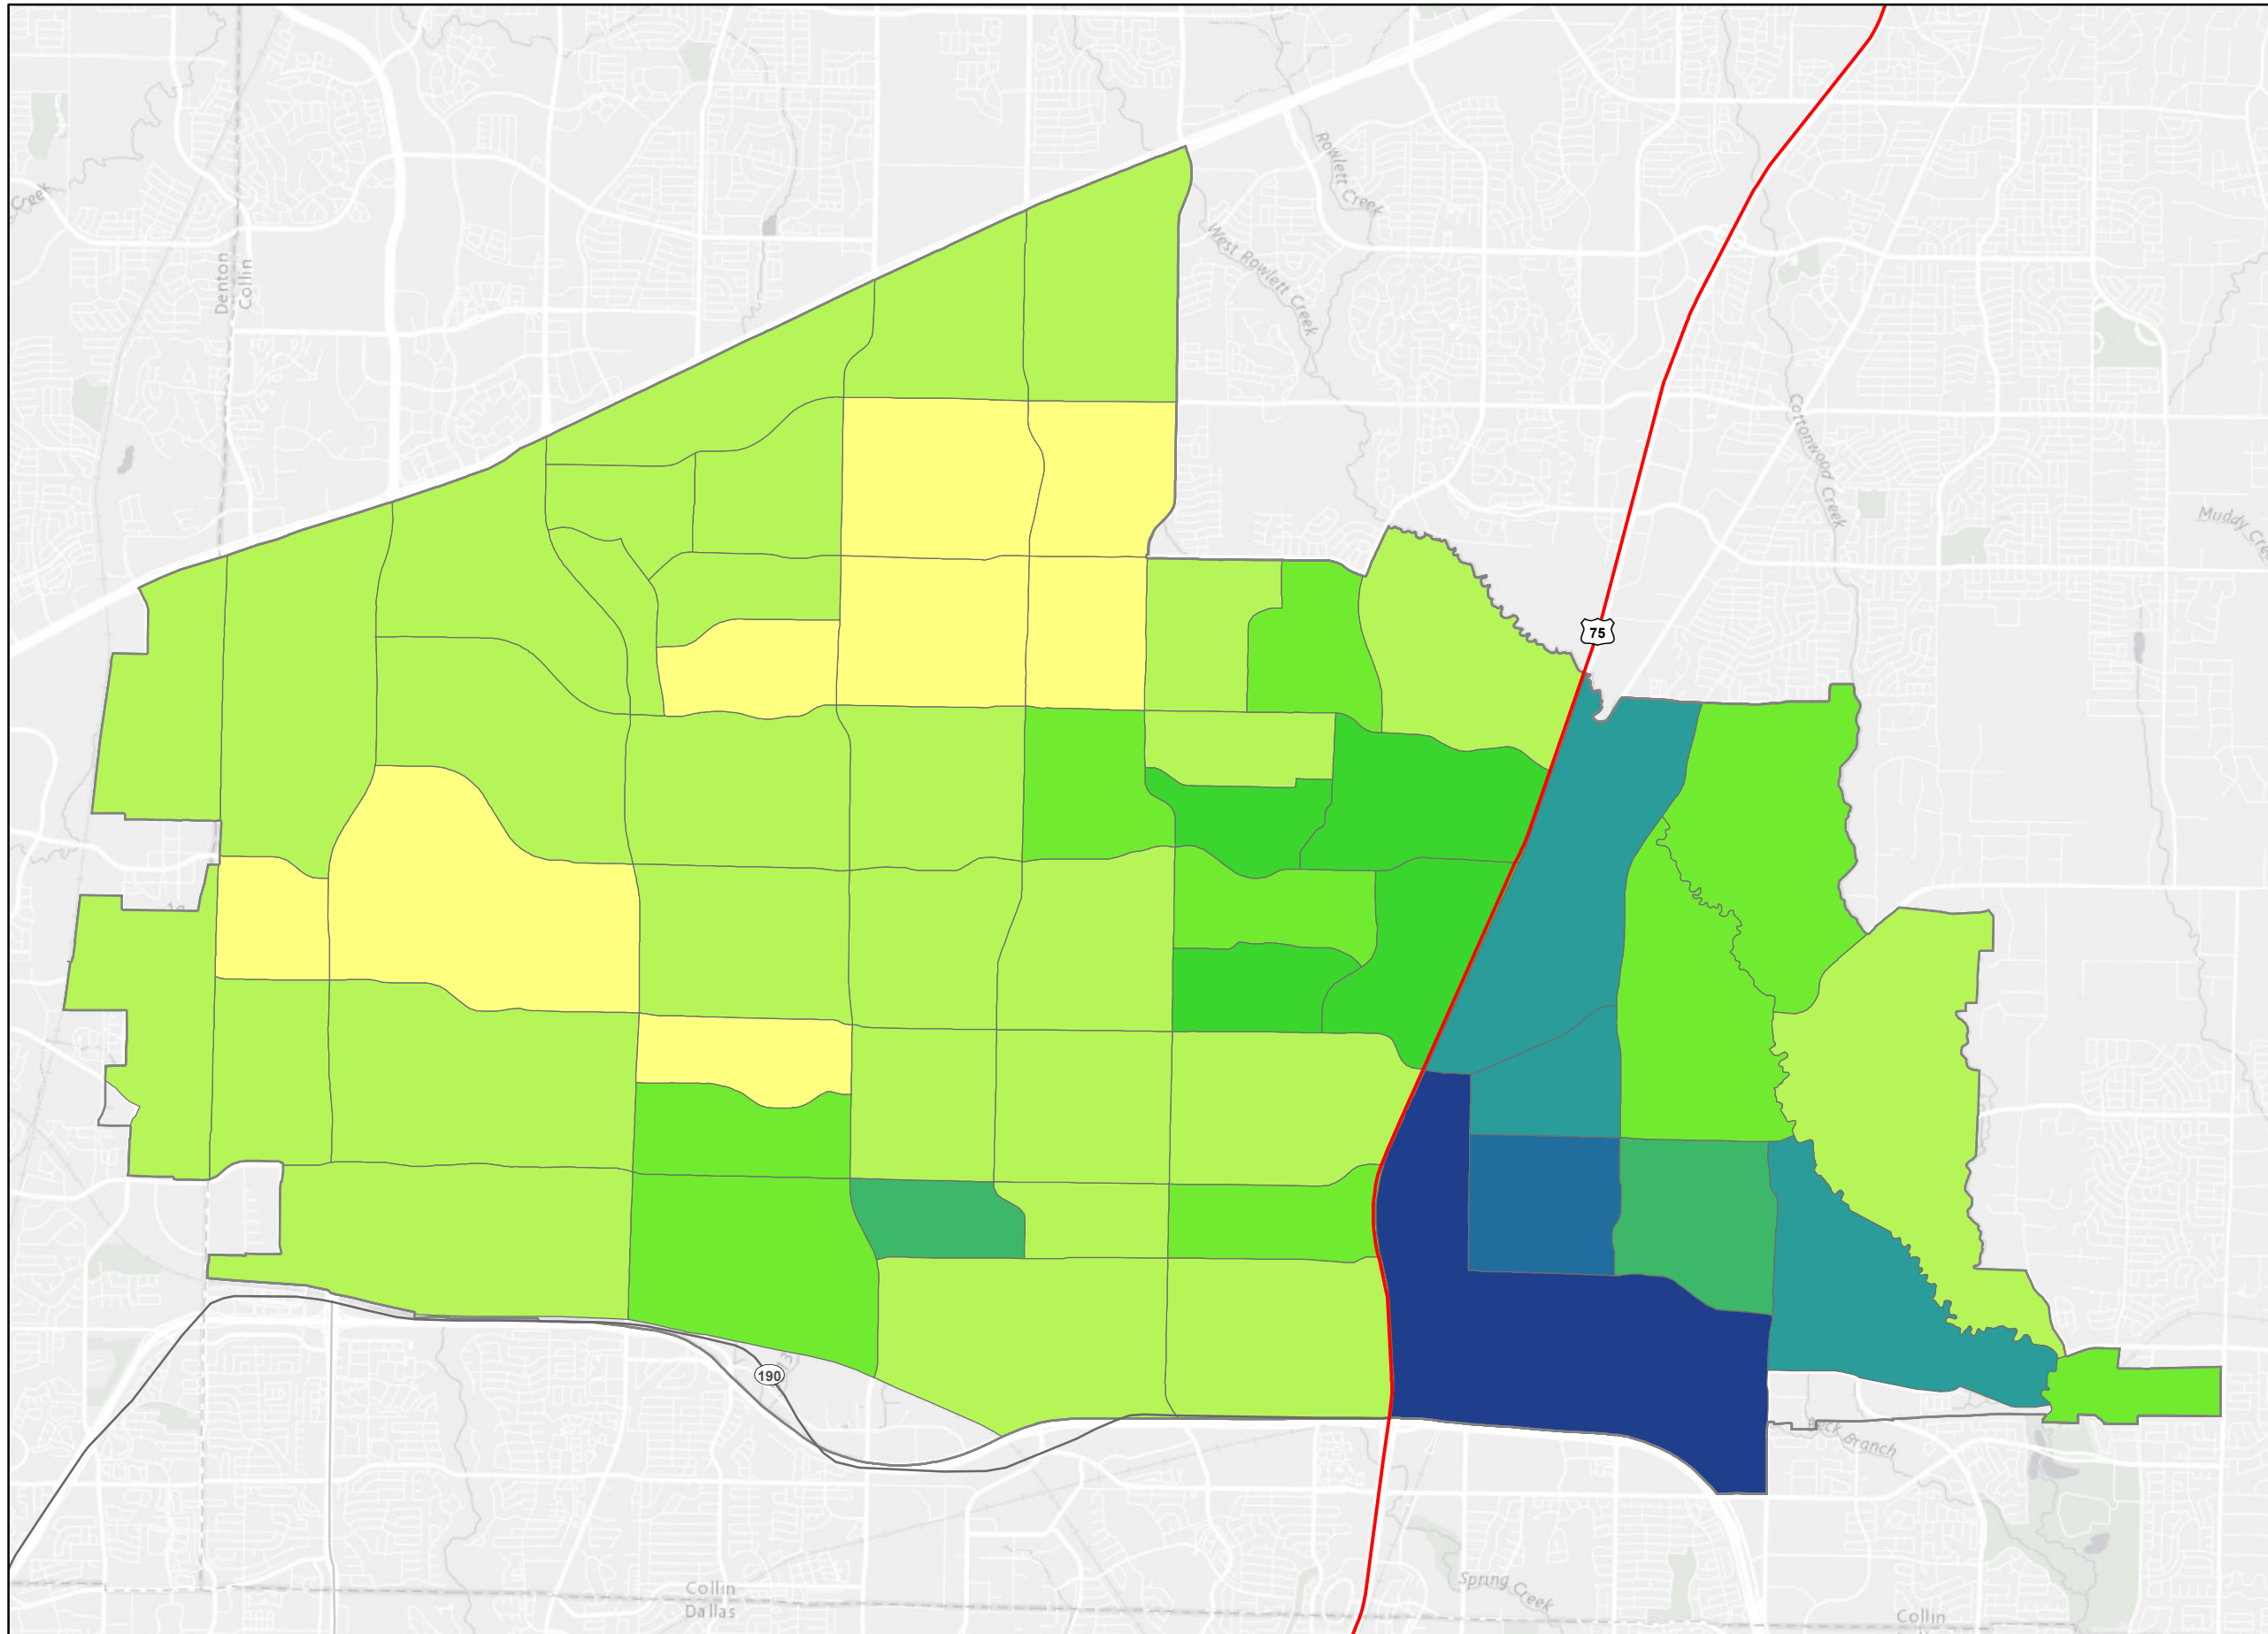 Creek
Denton
Collin
Rowlett Creek
West Rowlett Creek
Cottonwood Creek
Muddy Cree
75
190
Beck Branch
Collin
Dallas
Spring Creek
Collin